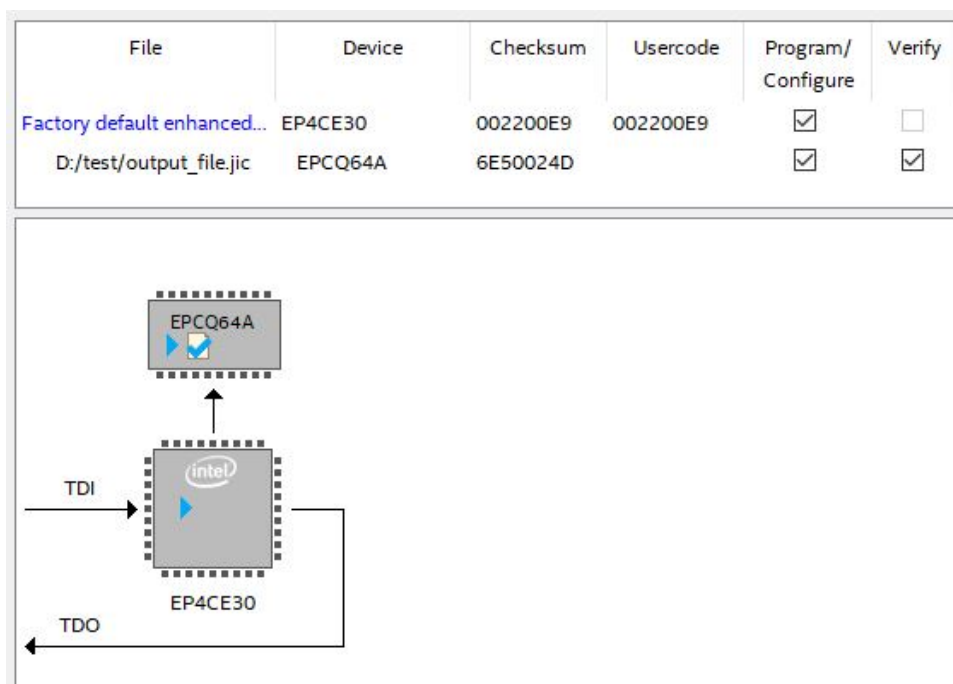 File Device Checksum Usercode Program/ Verify
Configure
Factory default enhanced... EP4CE30 002200E9 002200E9
D:/test/output_file.jic EPCQ64A 6E50024D
EPCQ64A
intel
TDI
EP4CE30
TDO